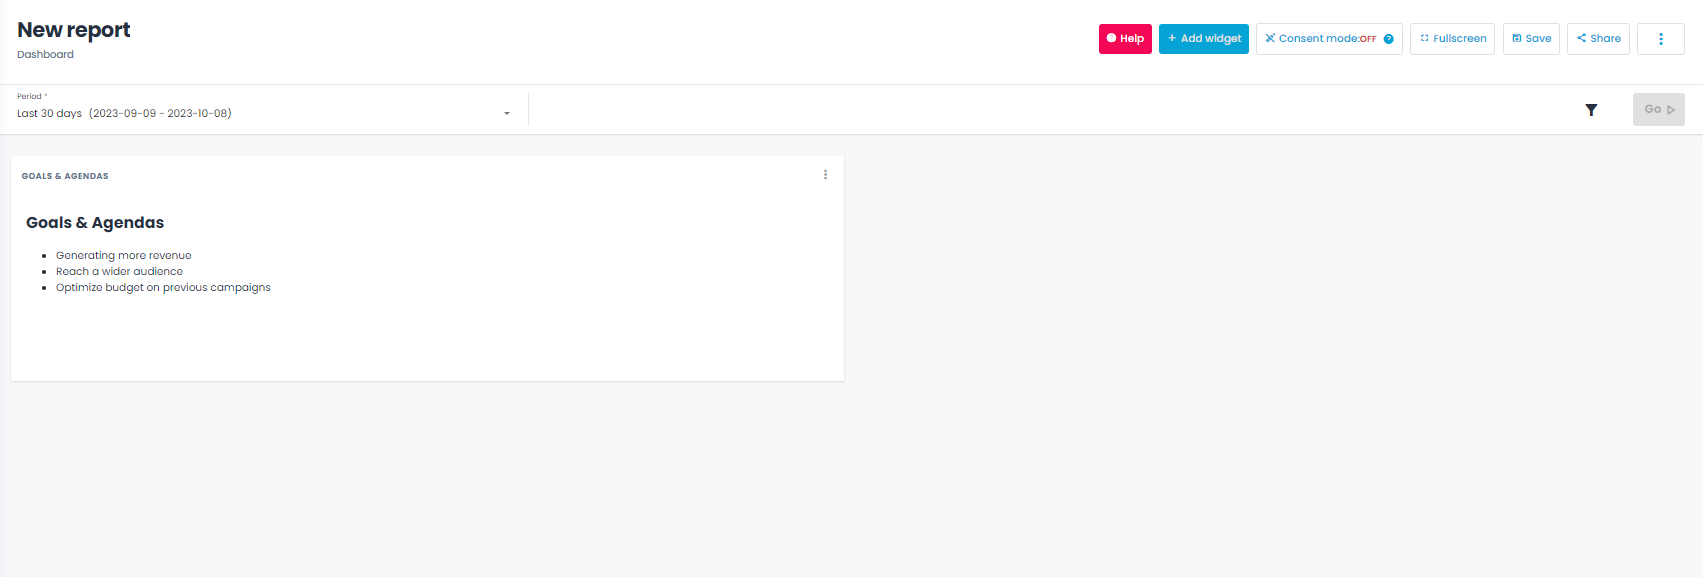 New report
Dashboard
Help
+ Add widget
Consent mode:OFF
Fullscreen
Save
Share
Period *
Last 30 days (2023-09-09 - 2023-10-08)
Go
GOALS & AGENDAS
Goals & Agendas
• Generating more revenue
• Reach a wider audience
• Optimize budget on previous campaigns